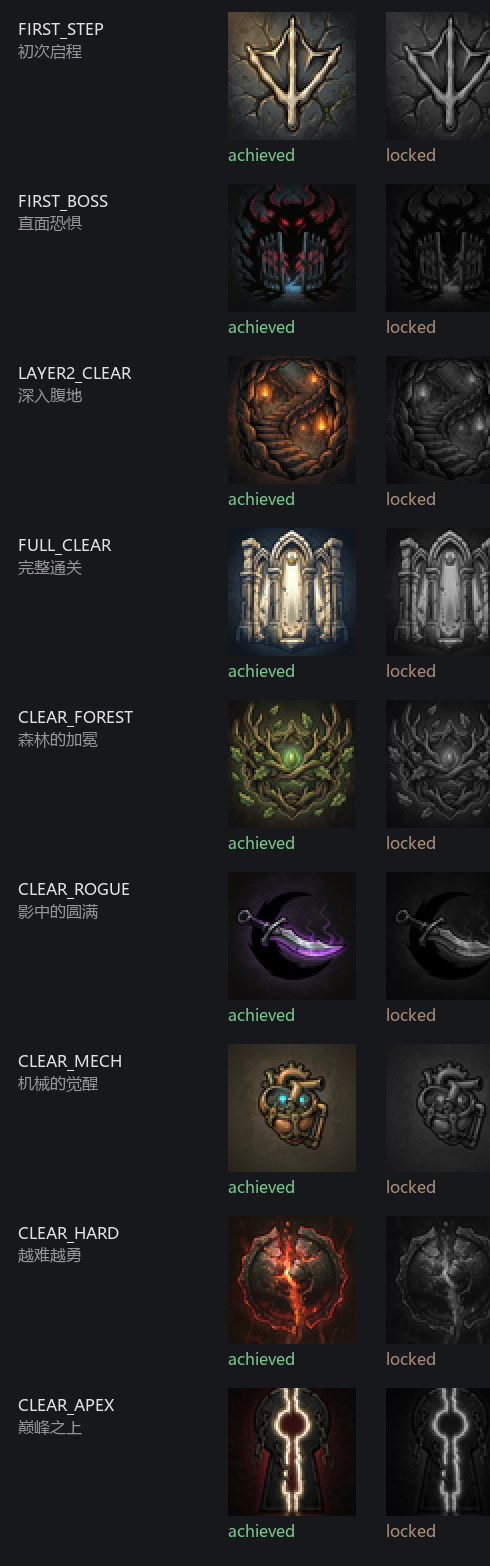 FIRST_STEP
初次启程
achieved
locked
FIRST_BOSS
直面恐惧
achieved
locked
LAYER2_CLEAR
深入腹地
achieved
locked
FULL_CLEAR
完整通关
achieved
locked
CLEAR_FOREST
森林的加冕
achieved
locked
CLEAR_ROGUE
影中的圆满
achieved
locked
CLEAR_MECH
机械的觉醒
achieved
locked
CLEAR_HARD
越难越勇
achieved
locked
CLEAR_APEX
巅峰之上
achieved
locked